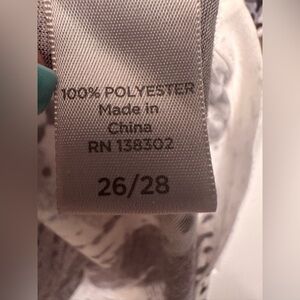 100% POLYESTER
Made in
China
RN 138302
26/28